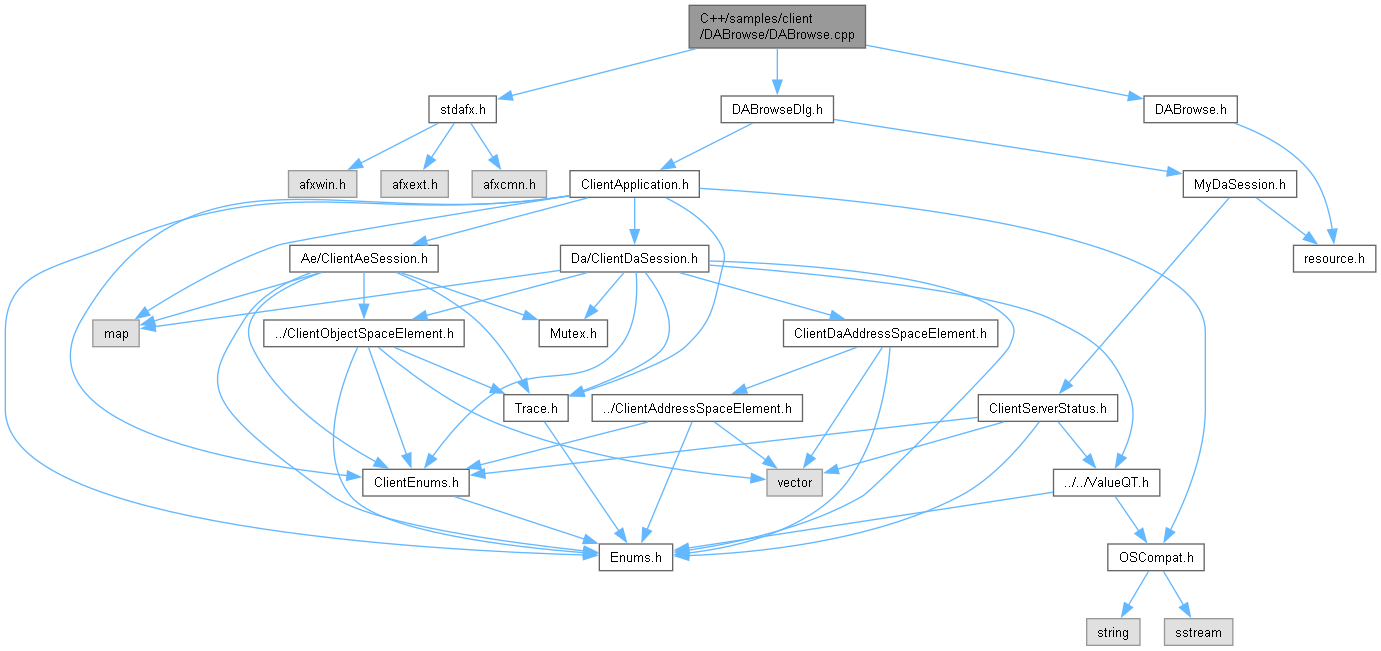 C++/samples/client
/DABrowse/DABrowse.cpp
stdafx.h
DABrowseDlg.h
DABrowse.h
afxwin.h
afxext.h
afxcmn.h
ClientApplication.h
MyDaSession.h
Ae/ClientAeSession.h
Da/ClientDaSession.h
resource.h
map
../ClientObjectSpaceElement.h
Mutex.h
ClientDaAddressSpaceElement.h
Trace.h
../ClientAddressSpaceElement.h
ClientServerStatus.h
ClientEnums.h
vector
../../ValueQT.h
Enums.h
OSCompat.h
string
sstream